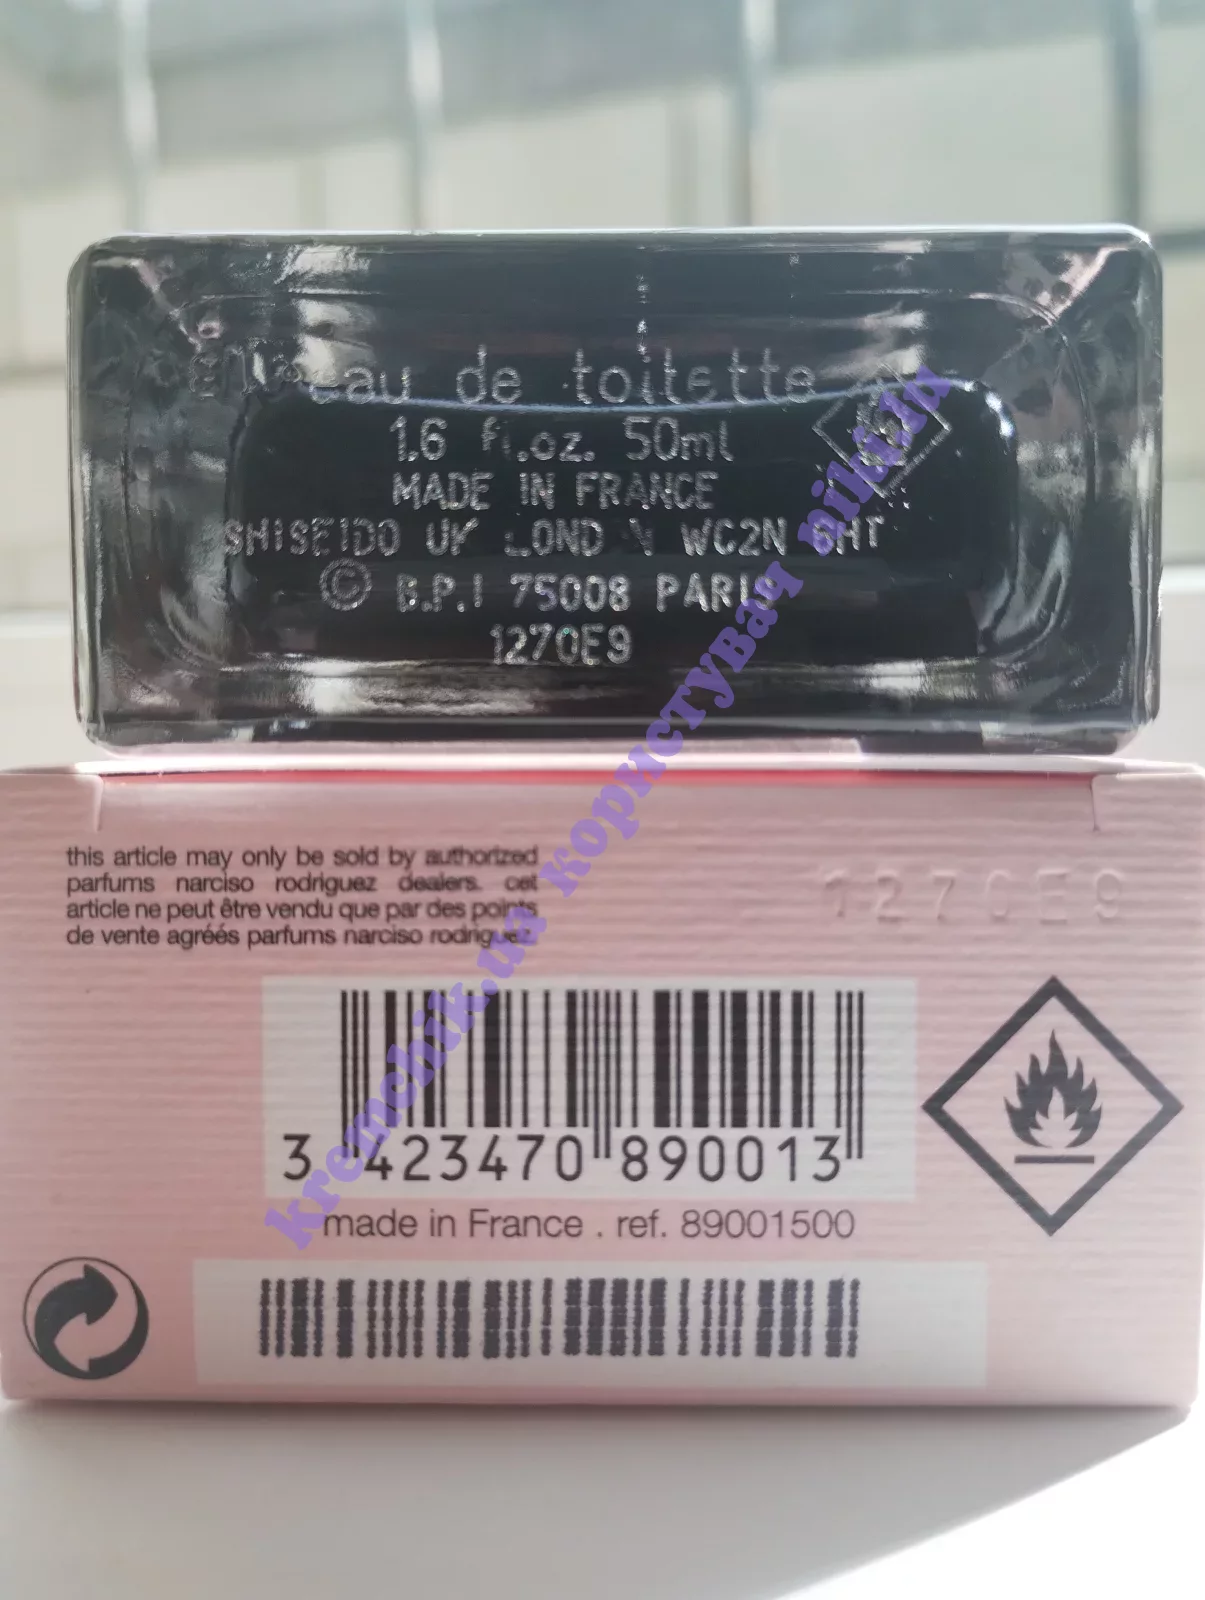 eau de toilette
1.6 fl.oz. 50ml
MADE IN FRANCE
SHISEIDO UK LONDON WC2N 6HT
© B.P.I 75008 PARIS
1270E9
this article may only be sold by authorized
parfums narciso rodriguez dealers. cet
article ne peut être vendu que par des points
de vente agréés parfums narciso rodriguez.
1270E9
3 423470 890013
made in France . ref. 89001500
kremchik.ua користувач niki.lu